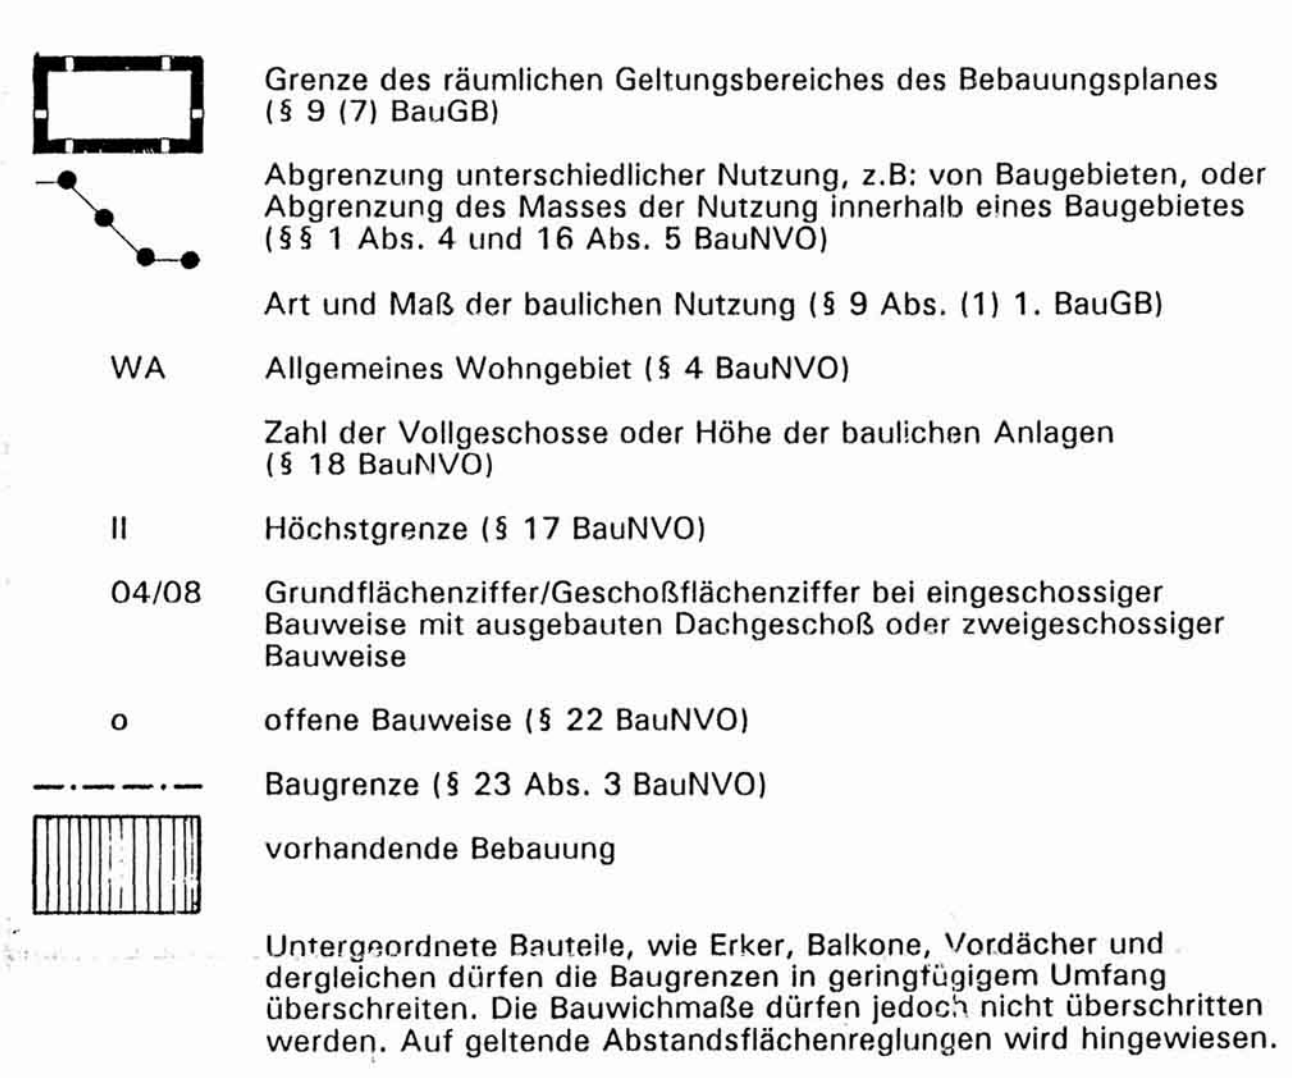 Grenze des räumlichen Geltungsbereiches des Bebauungsplanes
(§ 9 (7) BauGB)
Abgrenzung unterschiedlicher Nutzung, z.B: von Baugebieten, oder
Abgrenzung des Masses der Nutzung innerhalb eines Baugebietes
(§§ 1 Abs. 4 und 16 Abs. 5 BauNVO)
Art und Maß der baulichen Nutzung (§ 9 Abs. (1) 1. BauGB)
WA Allgemeines Wohngebiet (§ 4 BauNVO)
Zahl der Vollgeschosse oder Höhe der baulichen Anlagen
(§ 18 BauNVO)
II Höchstgrenze (§ 17 BauNVO)
04/08 Grundflächenziffer/Geschoßflächenziffer bei eingeschossiger
Bauweise mit ausgebauten Dachgeschoß oder zweigeschossiger
Bauweise
o offene Bauweise (§ 22 BauNVO)
Baugrenze (§ 23 Abs. 3 BauNVO)
vorhandende Bebauung
Untergeordnete Bauteile, wie Erker, Balkone, Vordächer und
dergleichen dürfen die Baugrenzen in geringfügigem Umfang
überschreiten. Die Bauwichmaße dürfen jedoch nicht überschritten
werden. Auf geltende Abstandsflächenreglungen wird hingewiesen.